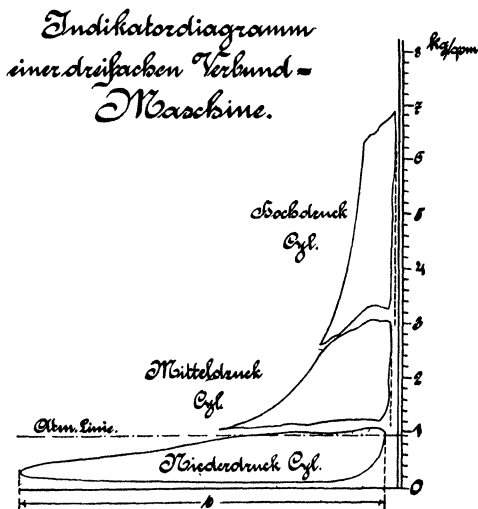 Indikatordiagramm
einer dreifachen Verbund=
Maschine.
8 kg/qcm
7
6
Hochdruck
Cyl.
5
4
3
Mitteldruck
Cyl.
2
Atm. Linie.
1
Niederdruck Cyl.
0